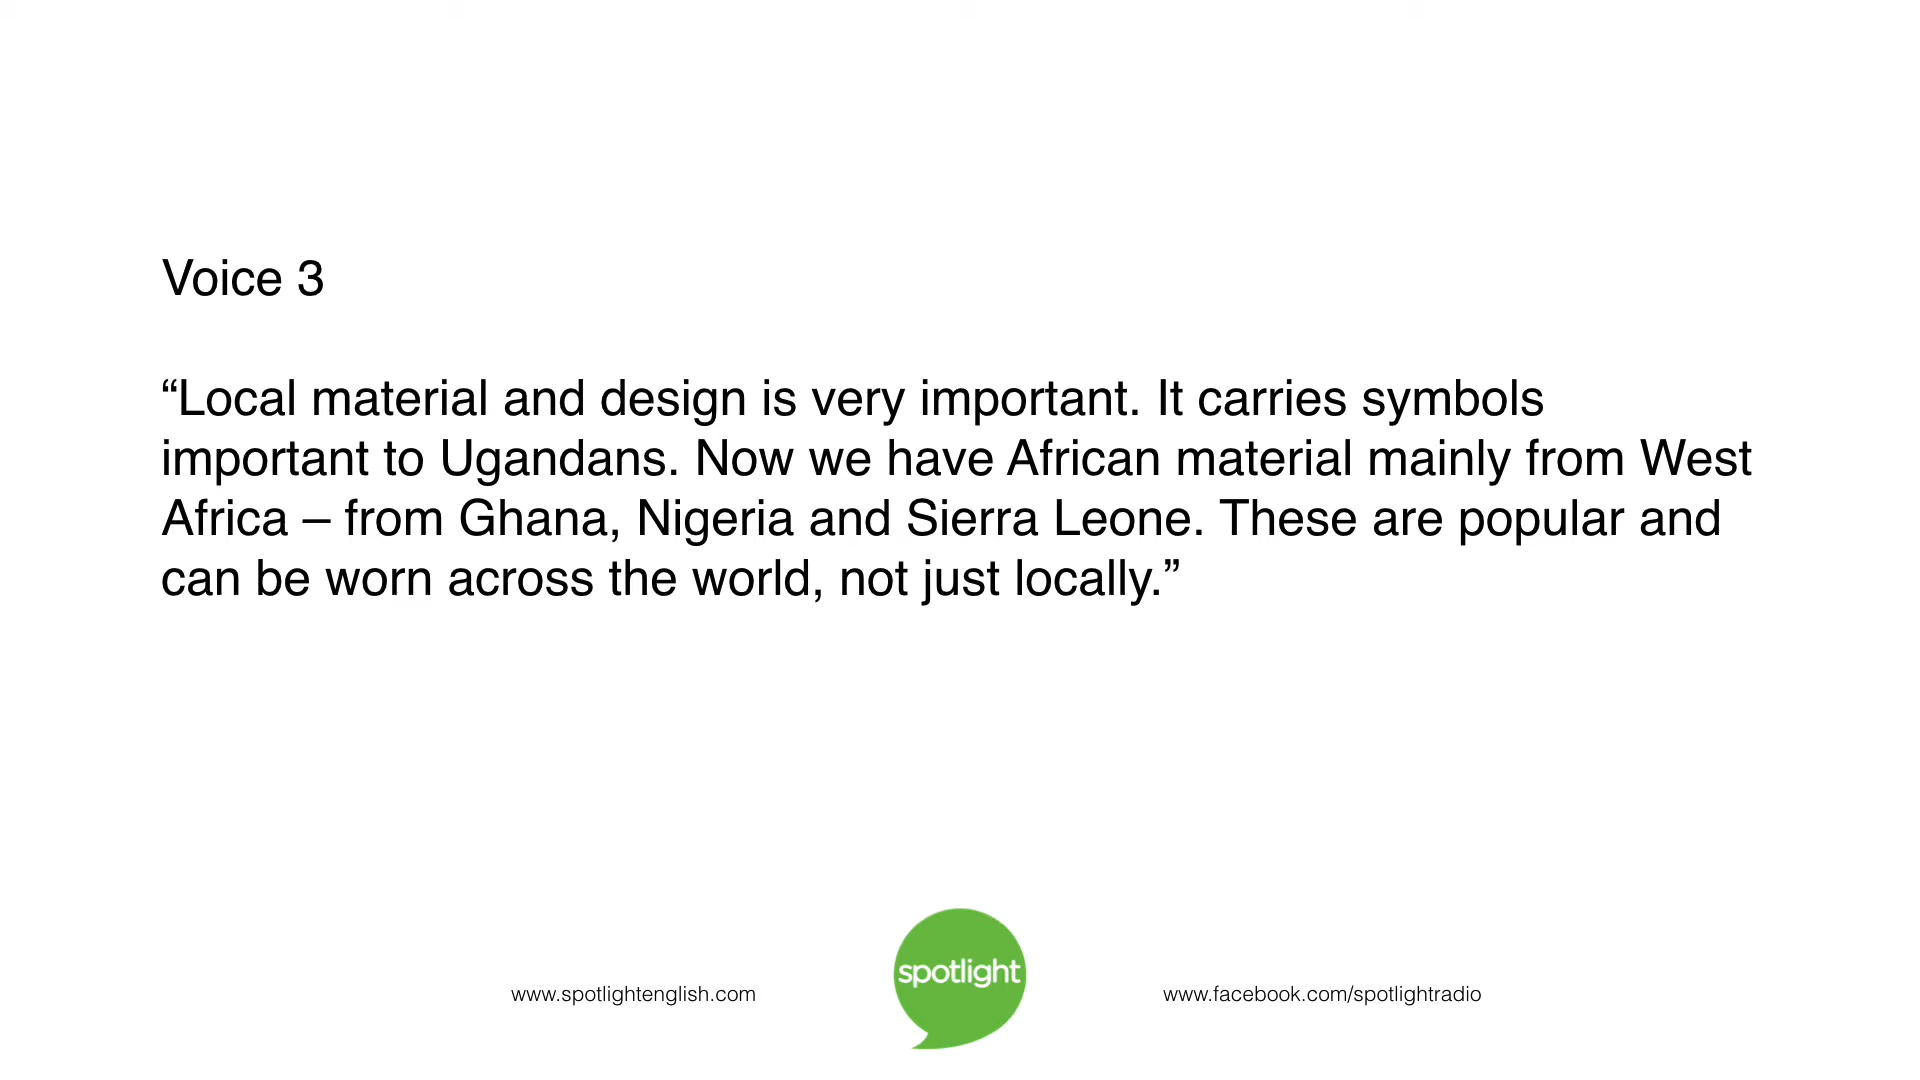 Voice 3
“Local material and design is very important. It carries symbols
important to Ugandans. Now we have African material mainly from West
Africa – from Ghana, Nigeria and Sierra Leone. These are popular and
can be worn across the world, not just locally.”
spotlight
www.spotlightenglish.com
www.facebook.com/spotlightradio